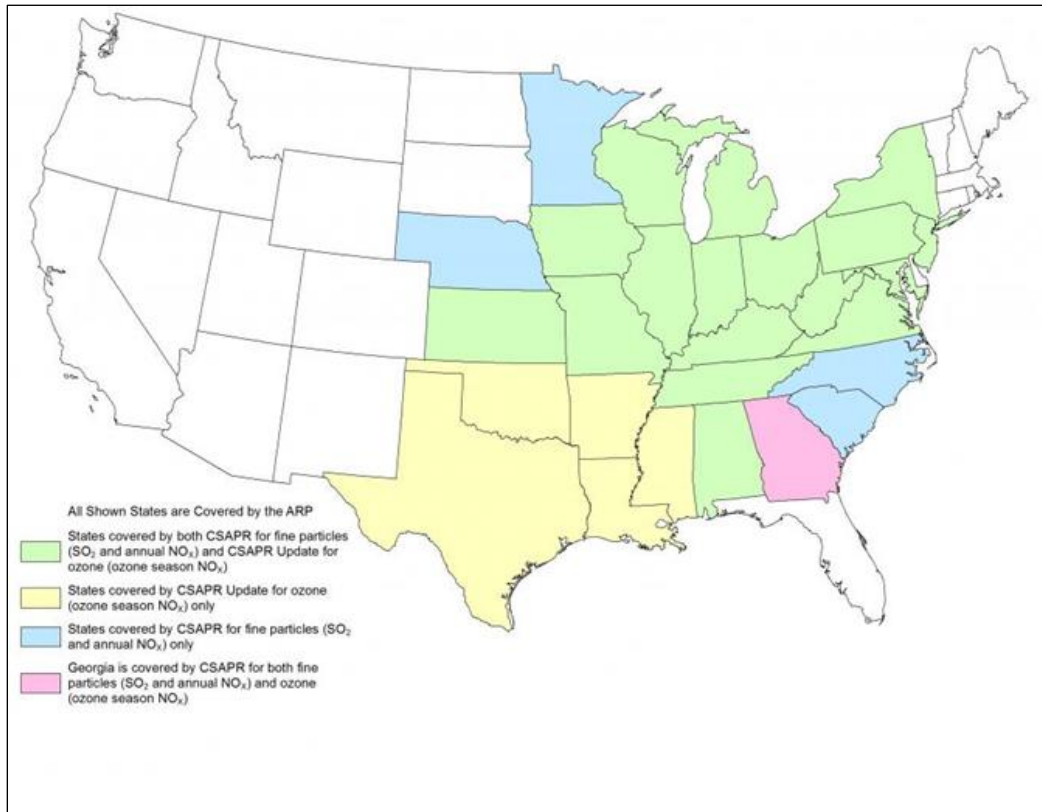 All Shown States are Covered by the ARP
States covered by both CSAPR for fine particles
(SO₂ and annual NOₓ) and CSAPR Update for
ozone (ozone season NOₓ)
States covered by CSAPR Update for ozone
(ozone season NOₓ) only
States covered by CSAPR for fine particles (SO₂
and annual NOₓ) only
Georgia is covered by CSAPR for both fine
particles (SO₂ and annual NOₓ) and ozone
(ozone season NOₓ)